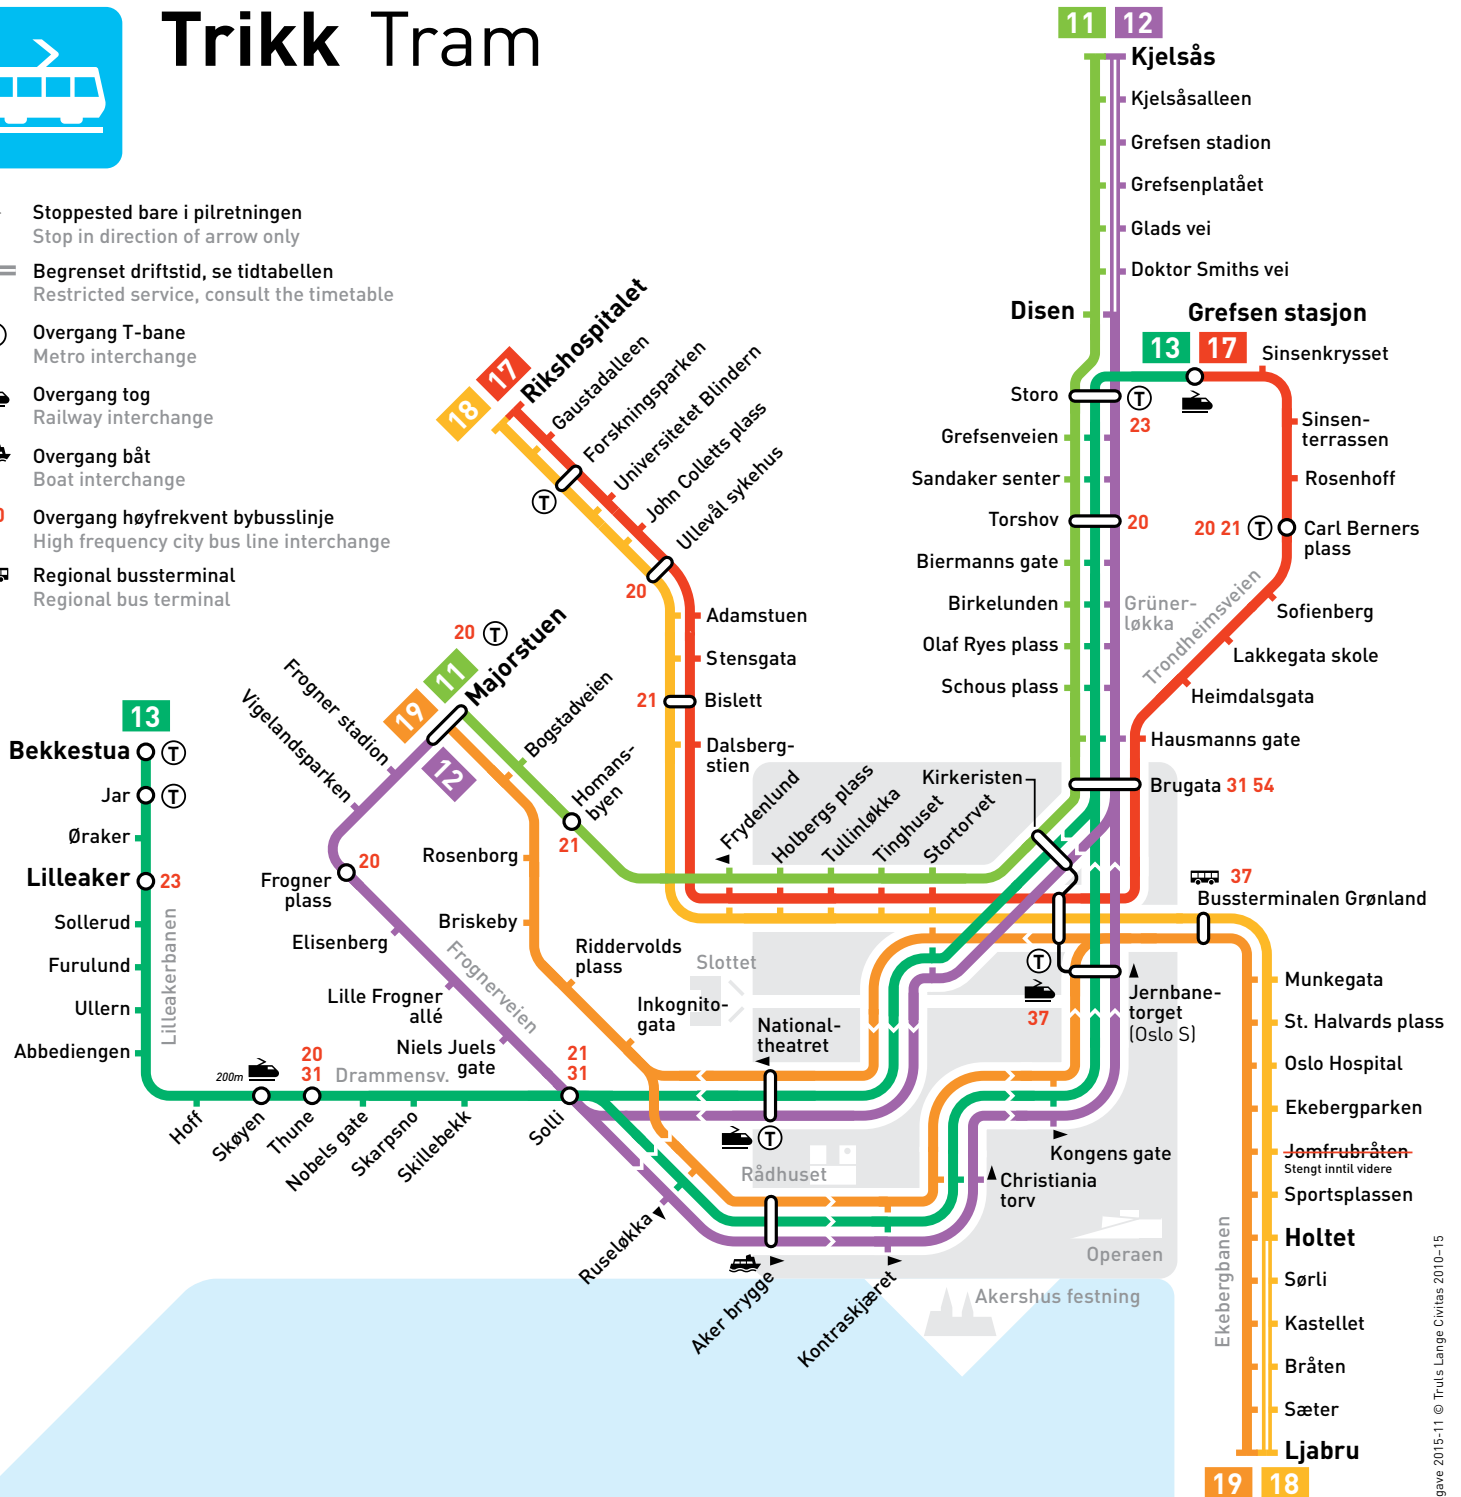 Trikk Tram
Stoppested bare i pilretningen
Stop in direction of arrow only
Begrenset driftstid, se tidtabellen
Restricted service, consult the timetable
Overgang T-bane
Metro interchange
Overgang tog
Railway interchange
Overgang båt
Boat interchange
Overgang høyfrekvent bybusslinje
High frequency city bus line interchange
Regional bussterminal
Regional bus terminal
11 12
Kjelsås
Kjelsåsalleen
Grefsen stadion
Grefsenplatået
Glads vei
Doktor Smiths vei
Disen
Grefsen stasjon
13 17
Sinsenkrysset
Storo
T
23
Grefsenveien
Sandaker senter
Torshov
20
Biermanns gate
Birkelunden
Olaf Ryes plass
Schous plass
Grüner-
løkka
Sinsen-
terrassen
Rosenhoff
20 21 T
Carl Berners
plass
Trondheimsveien
Sofienberg
Lakkegata skole
Heimdalsgata
Hausmanns gate
Brugata 31 54
18 17
Rikshospitalet
Gaustadalleen
Forskningsparken
T
Universitetet Blindern
John Colletts plass
Ullevål sykehus
20
Adamstuen
Stensgata
21
Bislett
Dalsberg-
stien
20 T
19 11
Majorstuen
12
Frogner stadion
Vigelandsparken
Bogstadveien
Homans-
byen
21
Rosenborg
Briskeby
Riddervolds
plass
Inkognito-
gata
20
Frogner
plass
Elisenberg
Lille Frogner
allé
Niels Juels
gate
Frognerveien
13
Bekkestua
T
Jar
T
Øraker
Lilleaker
23
Sollerud
Furulund
Ullern
Abbediengen
Lilleakerbanen
Hoff
200m
Skøyen
20
31
Thune
Drammensv.
Nobels gate
Skarpsno
Skillebekk
21
31
Solli
Frydenlund
Holbergs plass
Tullinløkka
Tinghuset
Stortorvet
Kirkeristen
37
Bussterminalen Grønland
Slottet
National-
theatret
T
T
37
Jernbane-
torget
(Oslo S)
Rådhuset
Kongens gate
Christiania
torv
Ruseløkka
Aker brygge
Kontraskjæret
Operaen
Akershus festning
Munkegata
St. Halvards plass
Oslo Hospital
Ekebergparken
Jomfrubråten
Stengt inntil videre
Sportsplassen
Holtet
Sørli
Kastellet
Bråten
Sæter
Ljabru
Ekebergbanen
19 18
gave 2015-11 © Truls Lange Civitas 2010–15